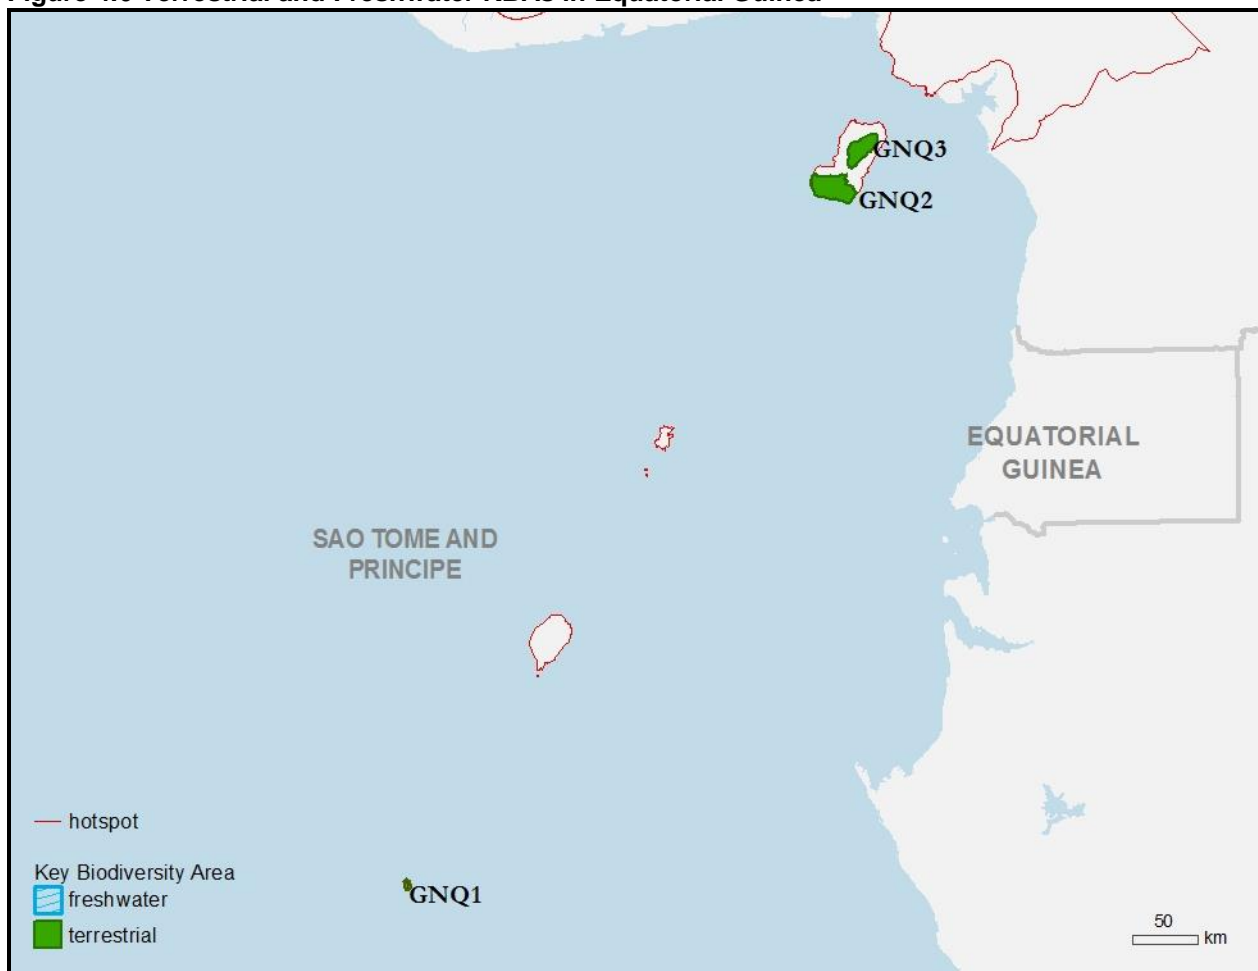 GNQ3
GNQ2
EQUATORIAL
GUINEA
SAO TOME AND
PRINCIPE
hotspot
Key Biodiversity Area
freshwater
terrestrial
GNQ1
50
km